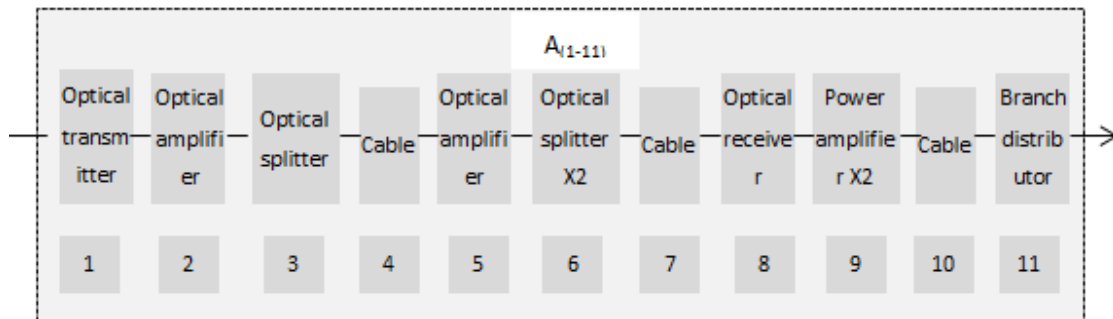 A(1-11)
Optical
transm
itter
Optical
amplifi
er
Optical
splitter
Cable
Optical
amplifi
er
Optical
splitter
X2
Cable
Optical
receive
r
Power
amplifie
r X2
Cable
Branch
distrib
utor
1
2
3
4
5
6
7
8
9
10
11